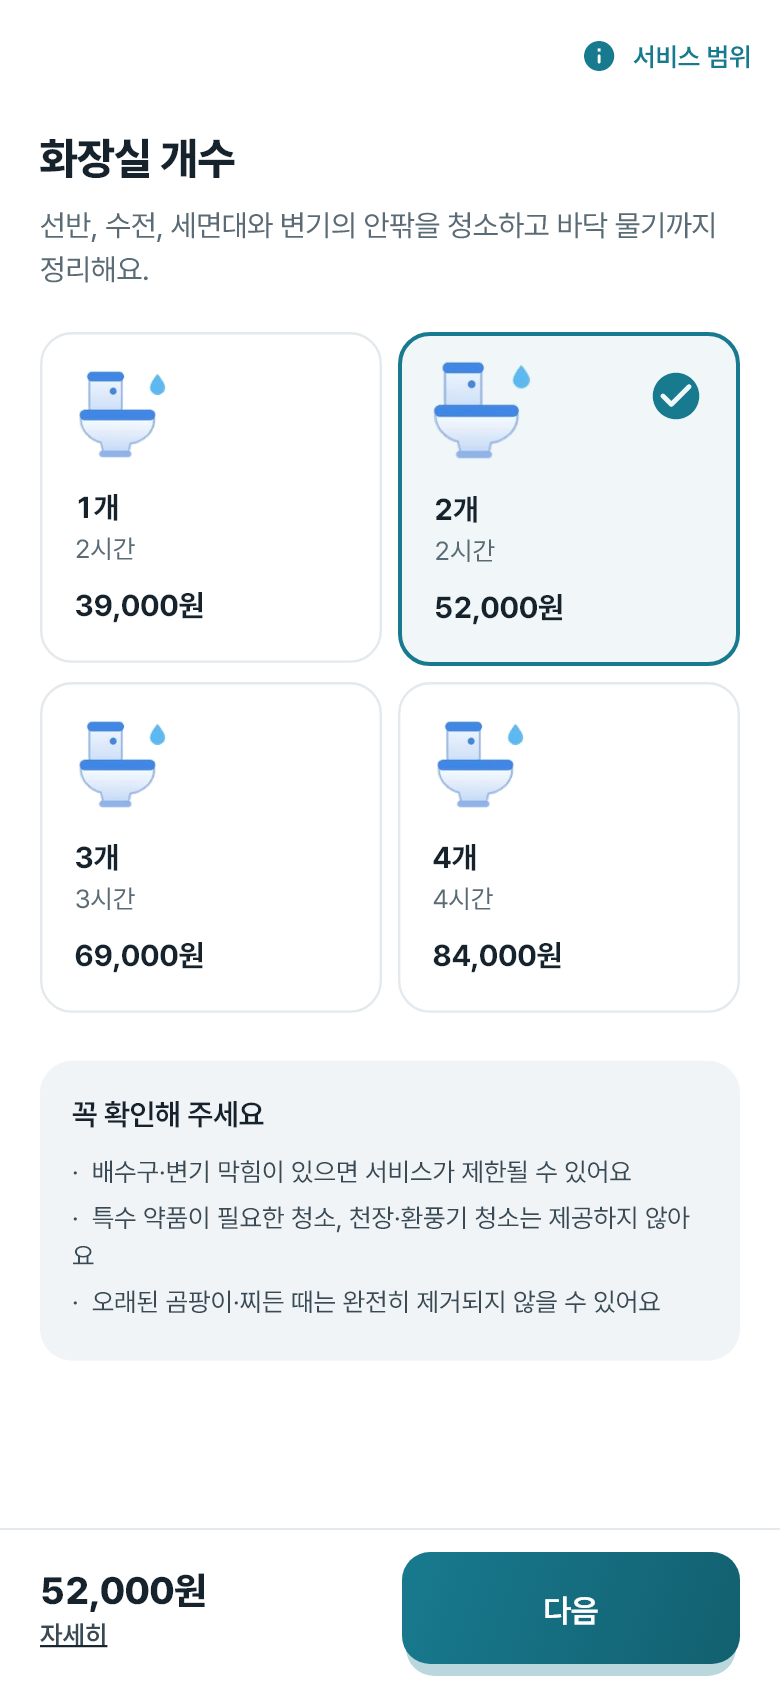 서비스 범위
화장실 개수
선반, 수전, 세면대와 변기의 안팎을 청소하고 바닥 물기까지
정리해요.
1개
2시간
39,000원
2개
2시간
52,000원
3개
3시간
69,000원
4개
4시간
84,000원
꼭 확인해 주세요
· 배수구·변기 막힘이 있으면 서비스가 제한될 수 있어요
· 특수 약품이 필요한 청소, 천장·환풍기 청소는 제공하지 않아
요
· 오래된 곰팡이·찌든 때는 완전히 제거되지 않을 수 있어요
52,000원
자세히
다음